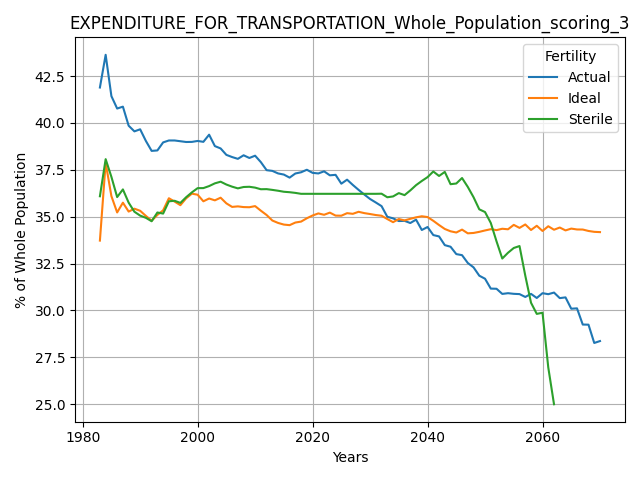 EXPENDITURE_FOR_TRANSPORTATION_Whole_Population_scoring_3
Fertility
Actual
Ideal
Sterile
% of Whole Population
42.5
40.0
37.5
35.0
32.5
30.0
27.5
25.0
1980 2000 2020 2040 2060
Years